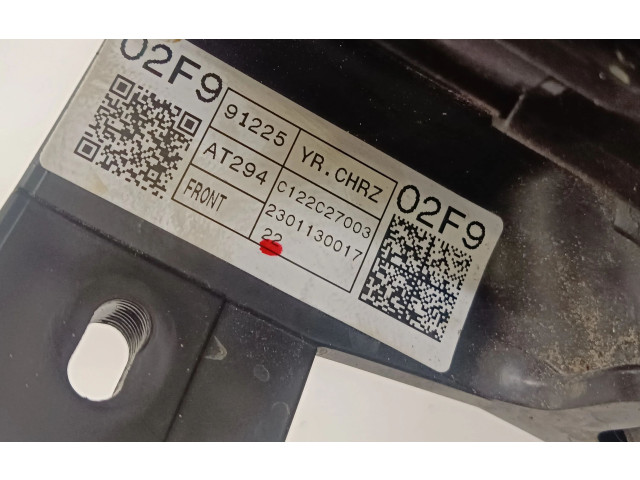 02F9
91225 YR.CHRZ
AT294 C122C27003
FRONT 2301130017
22
02F9